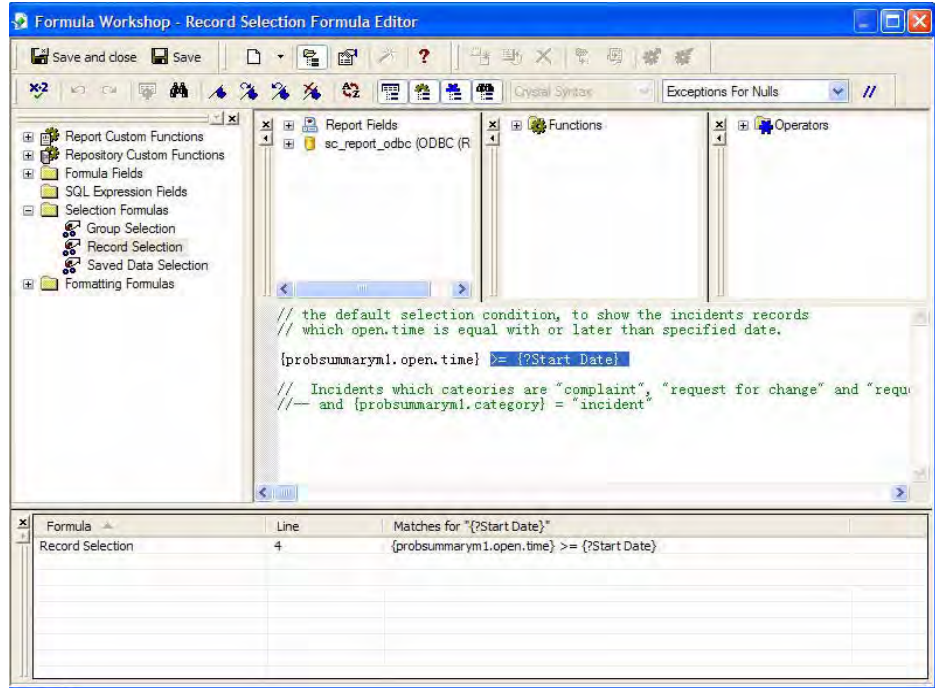 Formula Workshop - Record Selection Formula Editor
Save and close Save
X-2 Crystal Syntax Exceptions For Nulls //
Report Custom Functions
Repository Custom Functions
Formula Fields
SQL Expression Fields
Selection Formulas
Group Selection
Record Selection
Saved Data Selection
Formatting Formulas
Report Fields
sc_report_odbc (ODBC (R
Functions
Operators
// the default selection condition, to show the incidents records
// which open.time is equal with or later than specified date.
{probsummarym1.open.time} >= {?Start Date}
// Incidents which cateories are "complaint", "request for change" and "requ
//-- and {probsummarym1.category} = "incident"
Formula Line Matches for "{?Start Date}"
Record Selection 4 {probsummarym1.open.time} >= {?Start Date}